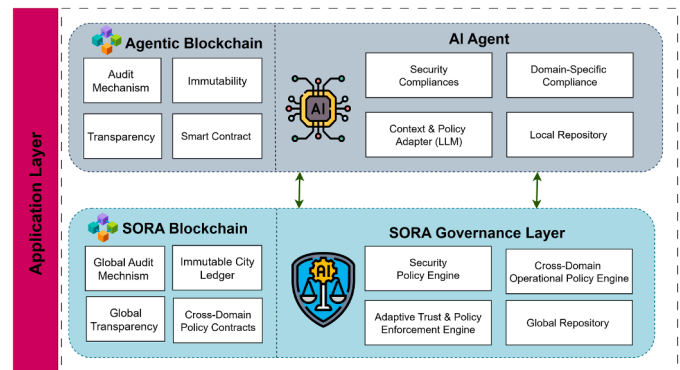 Application Layer
Agentic Blockchain
Audit
Mechanism
Immutability
Transparency
Smart Contract
AI Agent
AI
Security
Compliances
Domain-Specific
Compliance
Context & Policy
Adapter (LLM)
Local Repository
SORA Blockchain
Global Audit
Mechnism
Immutable City
Ledger
Global
Transparency
Cross-Domain
Policy Contracts
SORA Governance Layer
AI
Security
Policy Engine
Cross-Domain
Operational Policy Engine
Adaptive Trust & Policy
Enforcement Engine
Global Repository